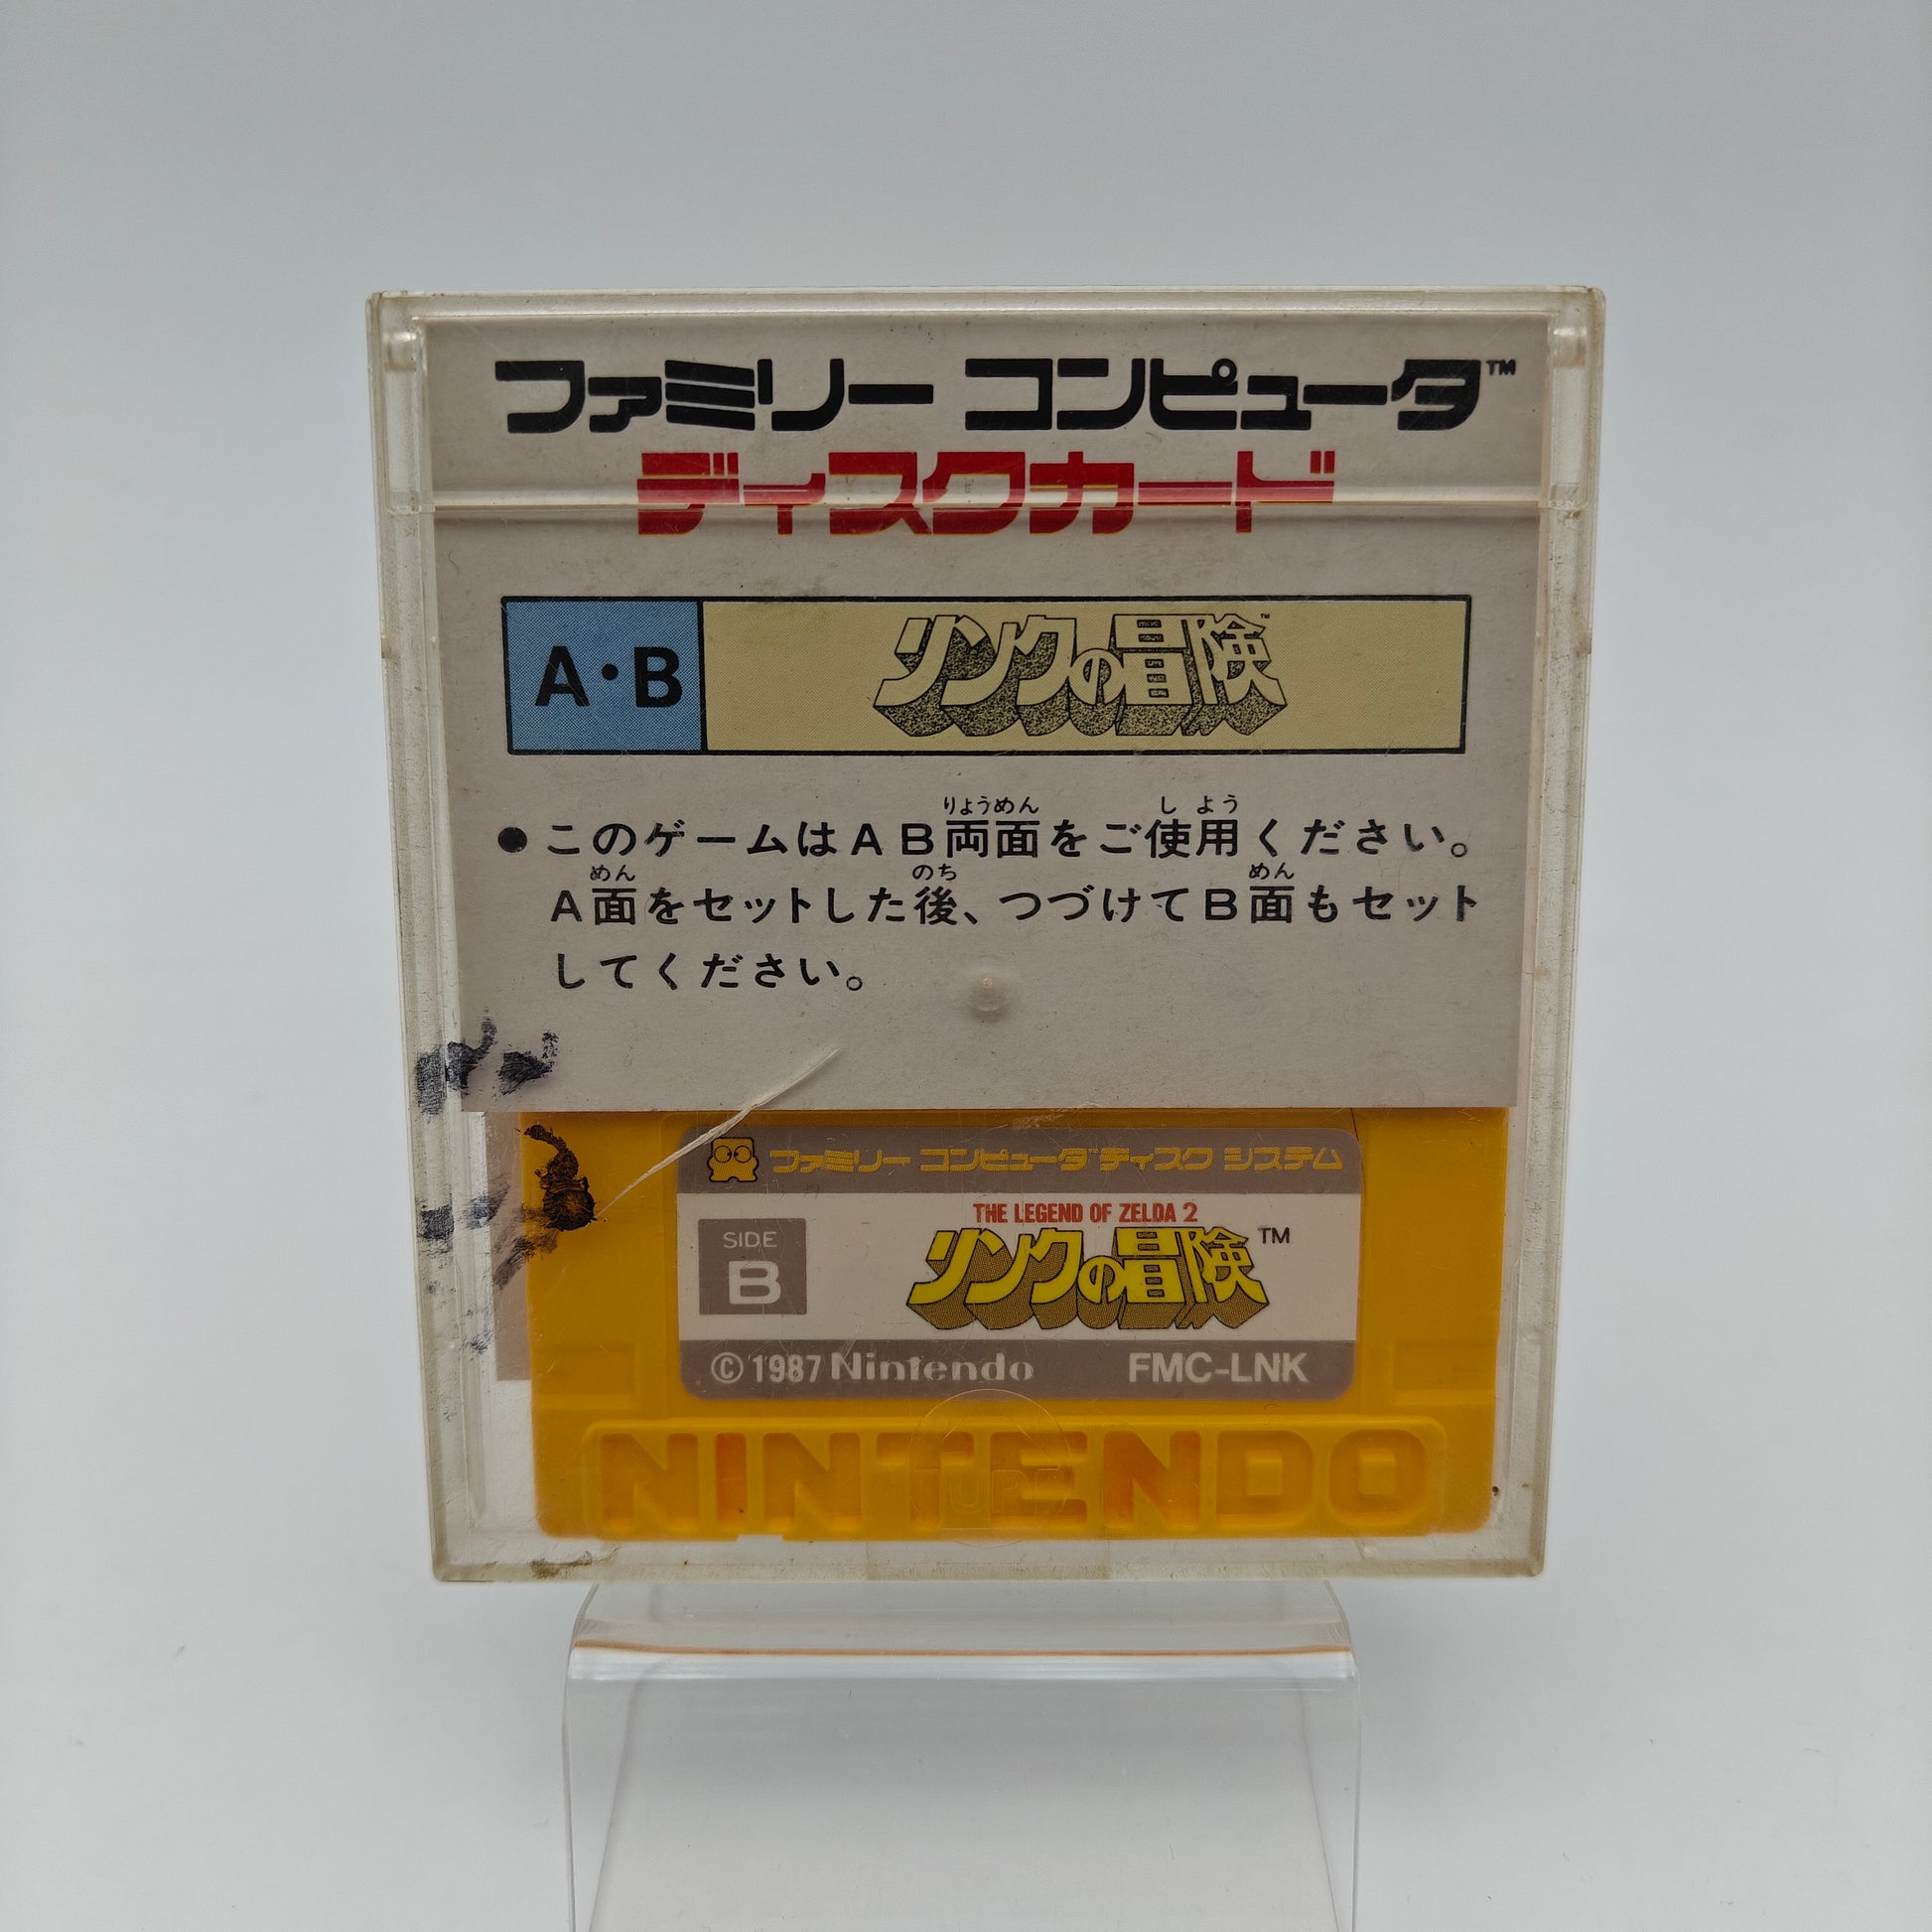 ファミリー コンピュータ™
ディスクカード
A・B
リンクの冒険™
りょうめん しよう
●このゲームはAB両面をご使用ください。
めん のち めん
A面をセットした後、つづけてB面もセット
してください。
ファミリー コンピュータ™ ディスク システム
THE LEGEND OF ZELDA 2
SIDE
B
リンクの冒険™
©1987 Nintendo FMC-LNK
NINTENDO